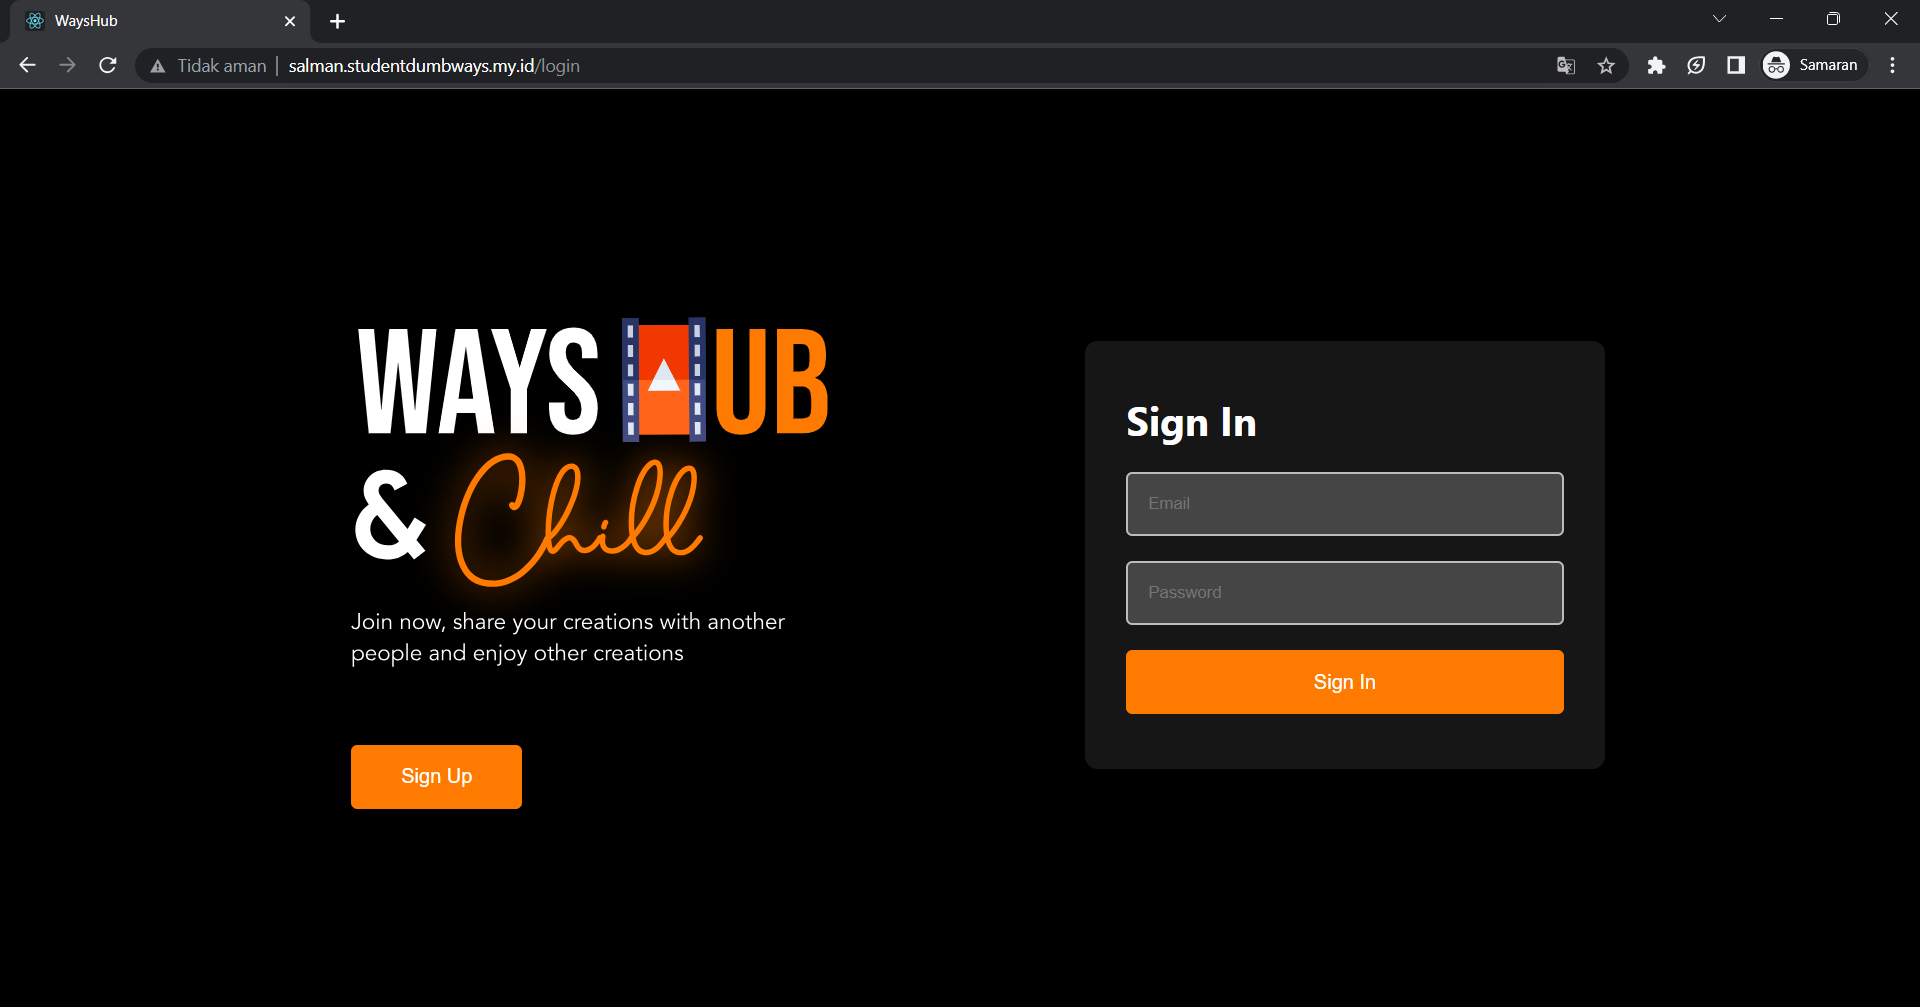 WaysHub
Tidak aman salman.studentdumbways.my.id/login
Samaran
WAYS HUB
& Chill
Join now, share your creations with another
people and enjoy other creations
Sign Up
Sign In
Email
Password
Sign In